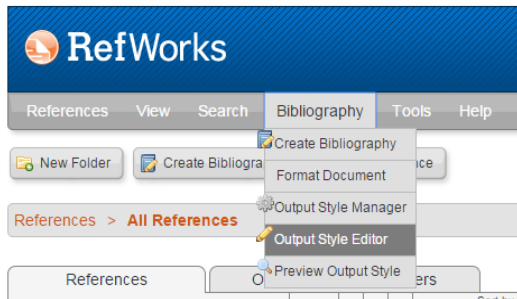 RefWorks
References View Search Bibliography Tools Help
Create Bibliography
New Folder Create Bibliogra nce
Format Document
Output Style Manager
References > All References
Output Style Editor
Preview Output Style
References O ers